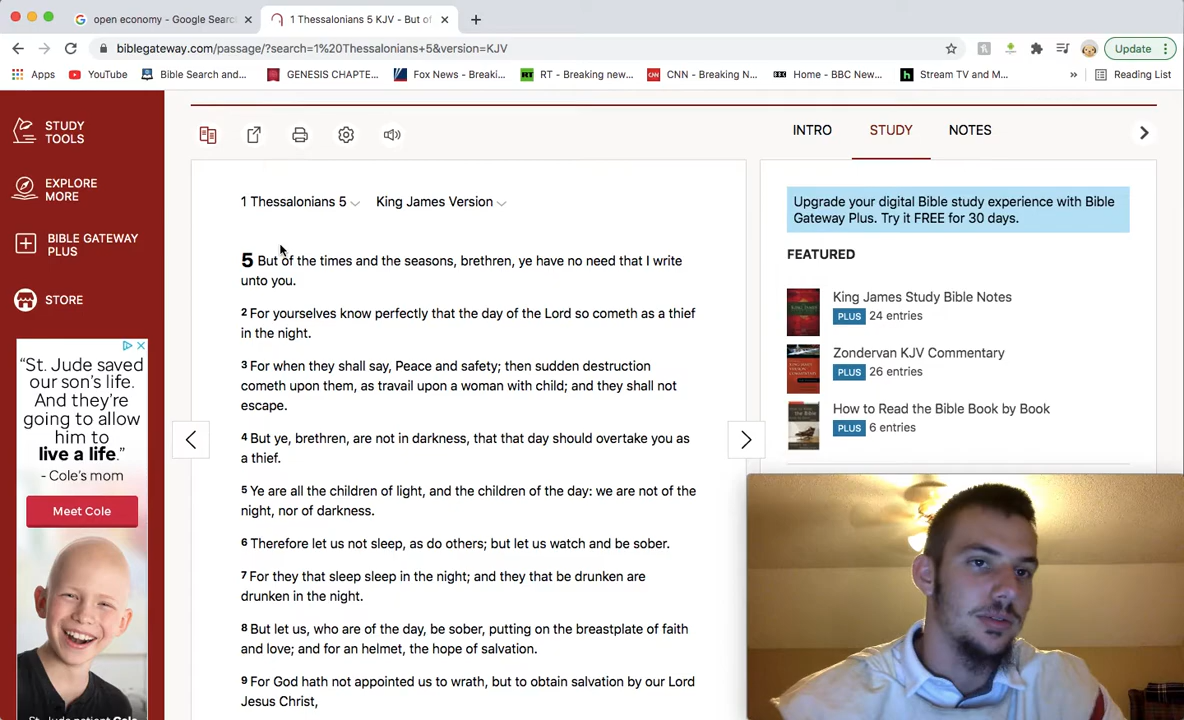 open economy - Google Searc
1 Thessalonians 5 KJV - But of
biblegateway.com/passage/?search=1%20Thessalonians+5&version=KJV
Update
Apps
YouTube
Bible Search and...
GENESIS CHAPTE...
Fox News - Breaki...
RT - Breaking new...
CNN - Breaking N...
Home - BBC New...
Stream TV and M...
»
Reading List
STUDY
TOOLS
EXPLORE
MORE
BIBLE GATEWAY
PLUS
STORE
"St. Jude saved
our son's life.
And they're
going to allow
him to
live a life."
- Cole's mom
Meet Cole
1 Thessalonians 5
King James Version
5 But of the times and the seasons, brethren, ye have no need that I write
unto you.
2 For yourselves know perfectly that the day of the Lord so cometh as a thief
in the night.
3 For when they shall say, Peace and safety; then sudden destruction
cometh upon them, as travail upon a woman with child; and they shall not
escape.
4 But ye, brethren, are not in darkness, that that day should overtake you as
a thief.
5 Ye are all the children of light, and the children of the day: we are not of the
night, nor of darkness.
6 Therefore let us not sleep, as do others; but let us watch and be sober.
7 For they that sleep sleep in the night; and they that be drunken are
drunken in the night.
8 But let us, who are of the day, be sober, putting on the breastplate of faith
and love; and for an helmet, the hope of salvation.
9 For God hath not appointed us to wrath, but to obtain salvation by our Lord
Jesus Christ,
INTRO
STUDY
NOTES
Upgrade your digital Bible study experience with Bible
Gateway Plus. Try it FREE for 30 days.
FEATURED
King James Study Bible Notes
PLUS 24 entries
Zondervan KJV Commentary
PLUS 26 entries
How to Read the Bible Book by Book
PLUS 6 entries